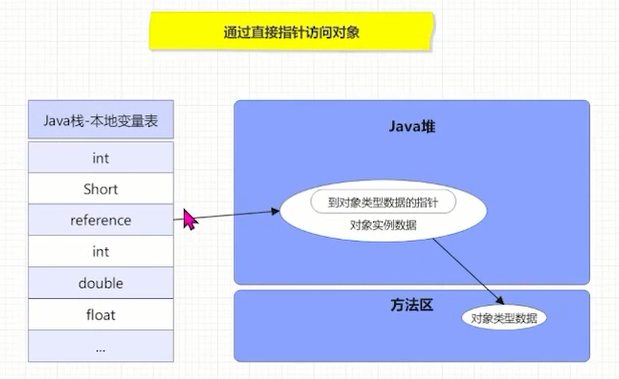 通过直接指针访问对象
Java栈-本地变量表
int
Short
reference
int
double
float
...
Java堆
到对象类型数据的指针
对象实例数据
方法区
对象类型数据